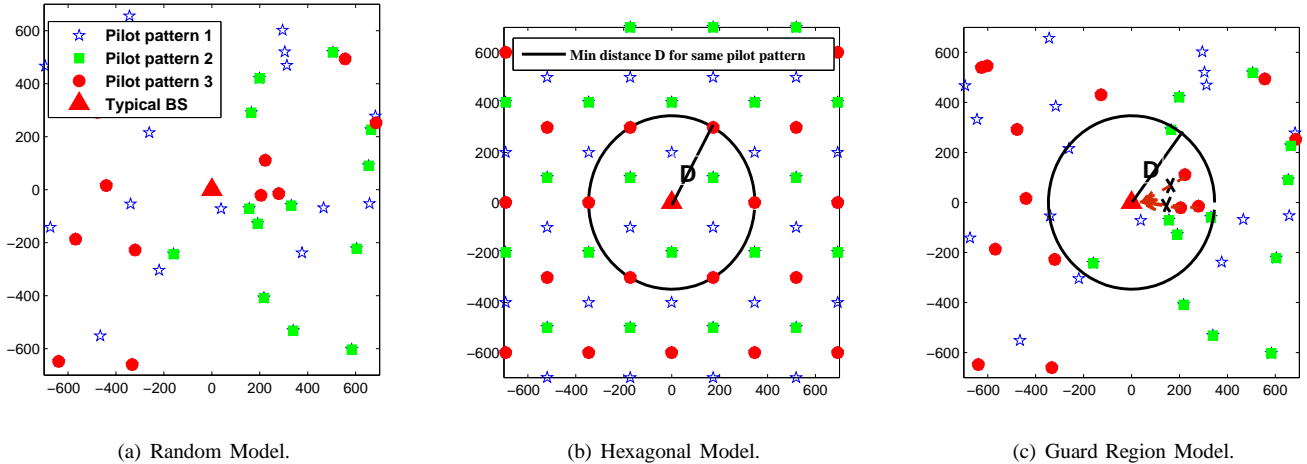 600
400
200
0
−200
−400
−600
−600 −400 −200 0 200 400 600
Pilot pattern 1
Pilot pattern 2
Pilot pattern 3
Typical BS
(a) Random Model.
600
400
200
0
−200
−400
−600
−600 −400 −200 0 200 400 600
Min distance D for same pilot pattern
D
(b) Hexagonal Model.
600
400
200
0
−200
−400
−600
−600 −400 −200 0 200 400 600
D
X
X
(c) Guard Region Model.